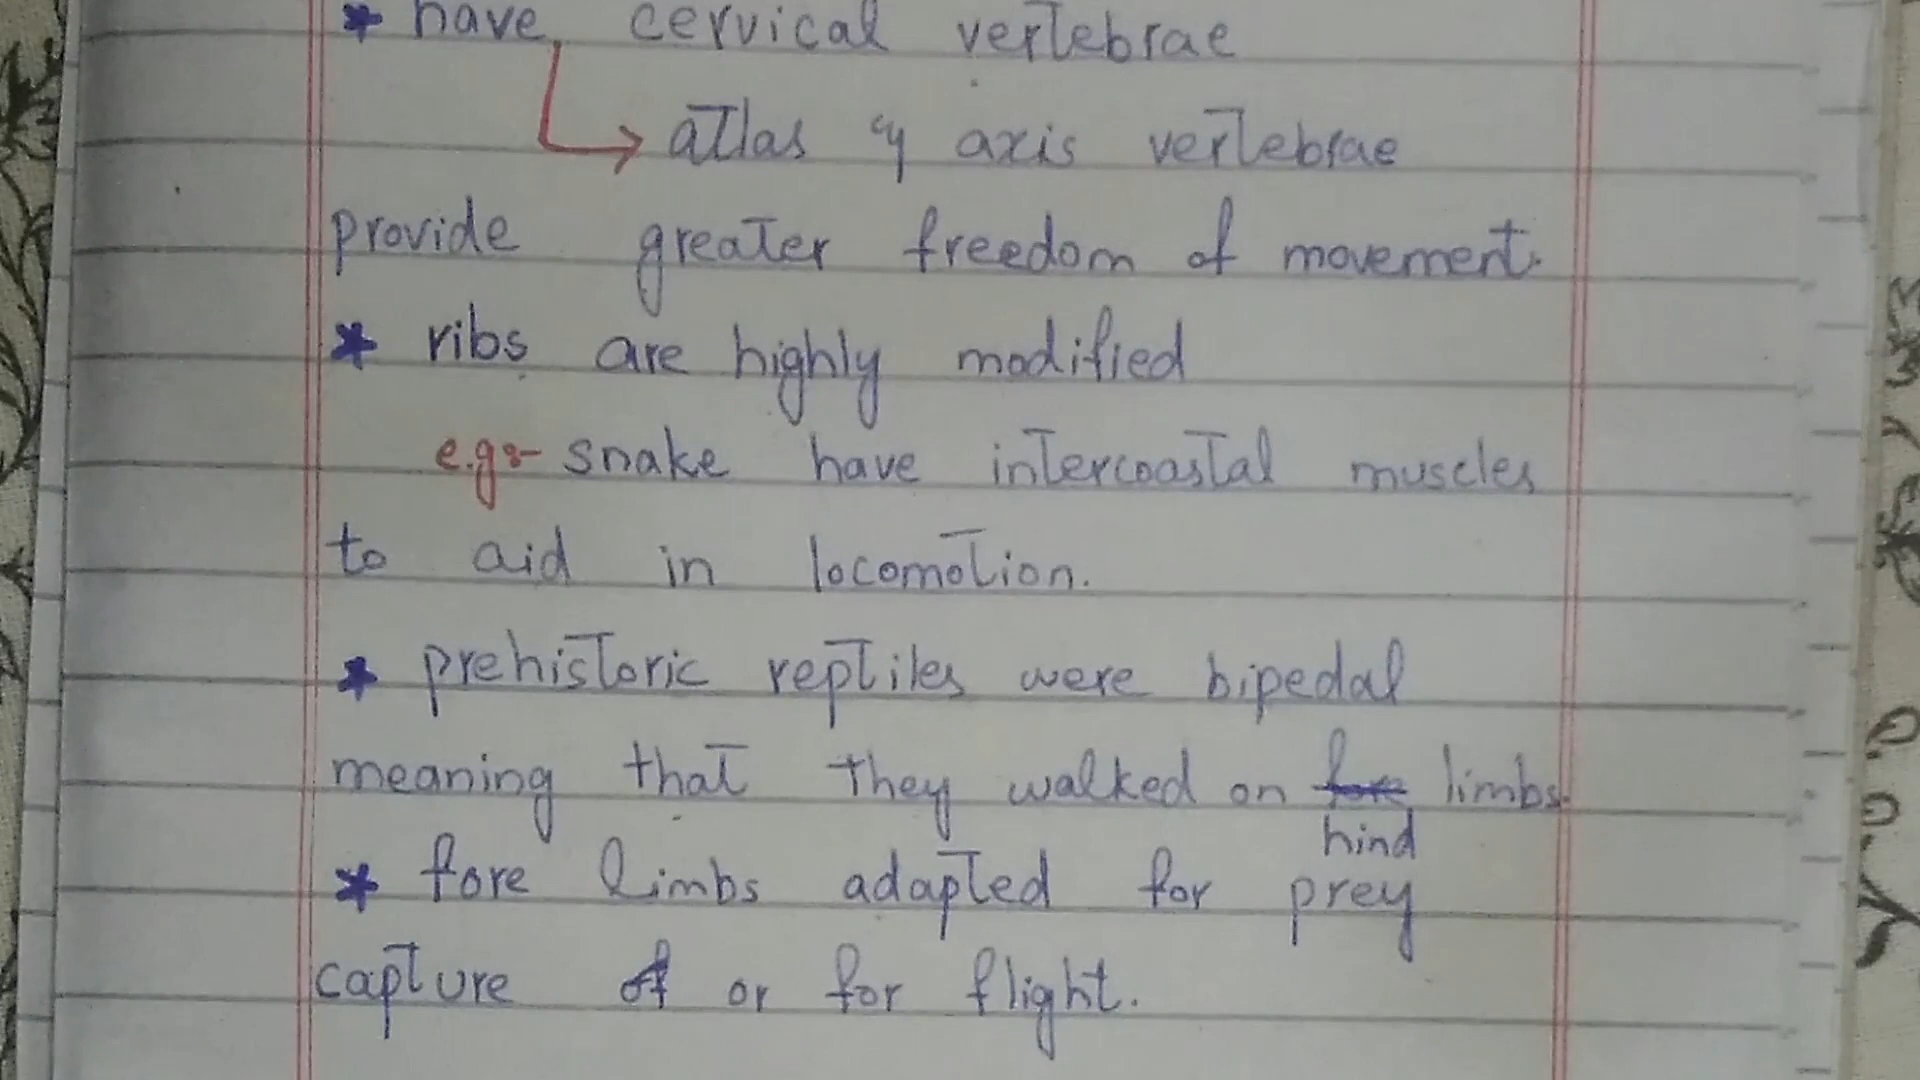 * have cervical vertebrae
→ atlas & axis vertebrae
provide greater freedom of movement.
* ribs are highly modified
e.g:- snake have intercoastal muscles
to aid in locomotion.
* prehistoric reptiles were bipedal
meaning that they walked on ~~fore~~ limbs
hind
* fore limbs adapted for prey
capture ~~of~~ or for flight.